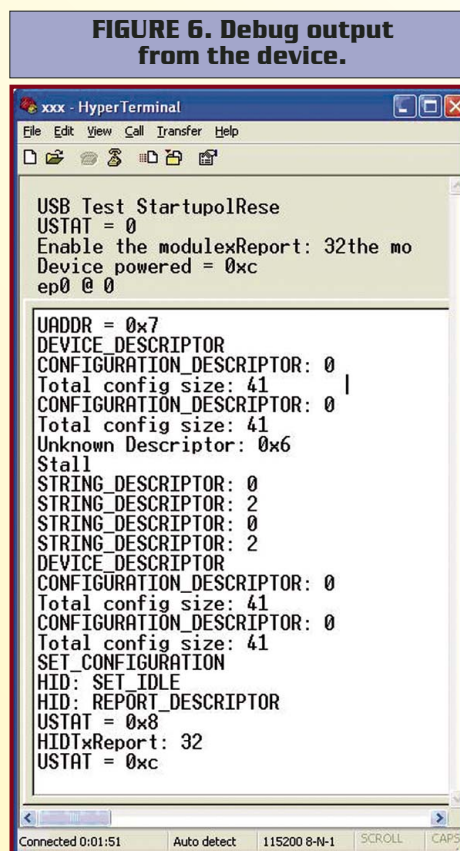 FIGURE 6. Debug output
from the device.
xxx - HyperTerminal
File Edit View Call Transfer Help
USB Test StartupolRese
USTAT = 0
Enable the modulexReport: 32the mo
Device powered = 0xc
ep0 @ 0
UADDR = 0x7
DEVICE_DESCRIPTOR
CONFIGURATION_DESCRIPTOR: 0
Total config size: 41
CONFIGURATION_DESCRIPTOR: 0
Total config size: 41
Unknown Descriptor: 0x6
Stall
STRING_DESCRIPTOR: 0
STRING_DESCRIPTOR: 2
STRING_DESCRIPTOR: 0
STRING_DESCRIPTOR: 2
DEVICE_DESCRIPTOR
CONFIGURATION_DESCRIPTOR: 0
Total config size: 41
CONFIGURATION_DESCRIPTOR: 0
Total config size: 41
SET_CONFIGURATION
HID: SET_IDLE
HID: REPORT_DESCRIPTOR
USTAT = 0x8
HIDTxReport: 32
USTAT = 0xc
Connected 0:01:51 Auto detect 115200 8-N-1 SCROLL CAPS